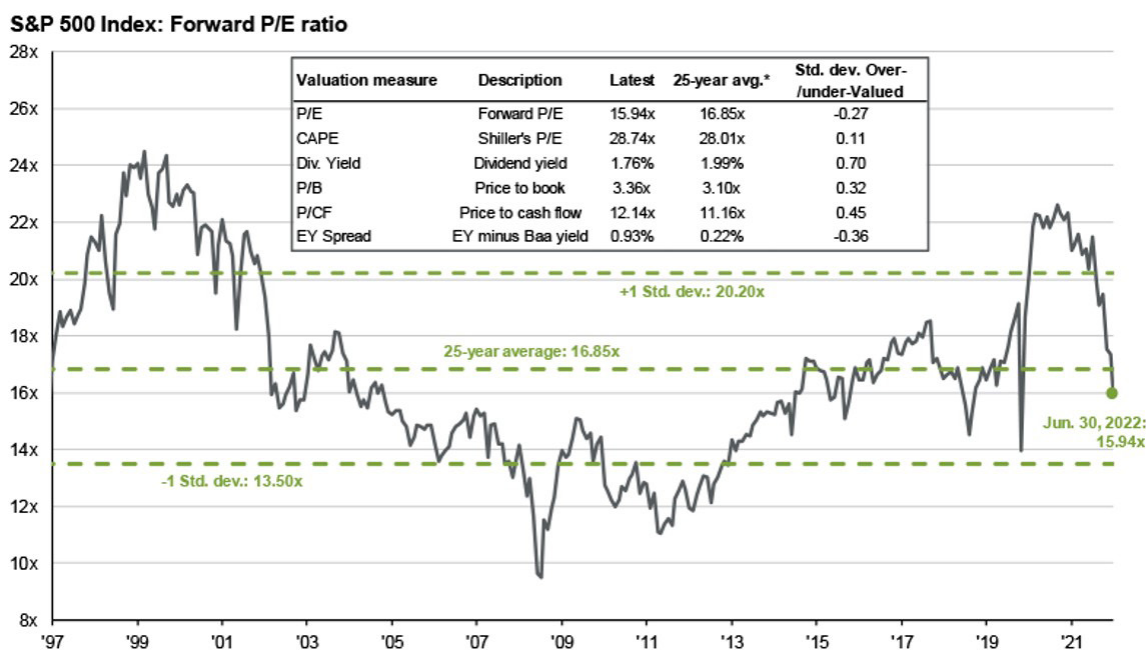 S&P 500 Index: Forward P/E ratio
28x
26x
24x
22x
20x
18x
16x
14x
12x
10x
8x
Valuation measure Description Latest 25-year avg.* Std. dev. Over-/under-Valued
P/E Forward P/E 15.94x 16.85x -0.27
CAPE Shiller's P/E 28.74x 28.01x 0.11
Div. Yield Dividend yield 1.76% 1.99% 0.70
P/B Price to book 3.36x 3.10x 0.32
P/CF Price to cash flow 12.14x 11.16x 0.45
EY Spread EY minus Baa yield 0.93% 0.22% -0.36
+1 Std. dev.: 20.20x
25-year average: 16.85x
Jun. 30, 2022:
15.94x
-1 Std. dev.: 13.50x
'97 '99 '01 '03 '05 '07 '09 '11 '13 '15 '17 '19 '21